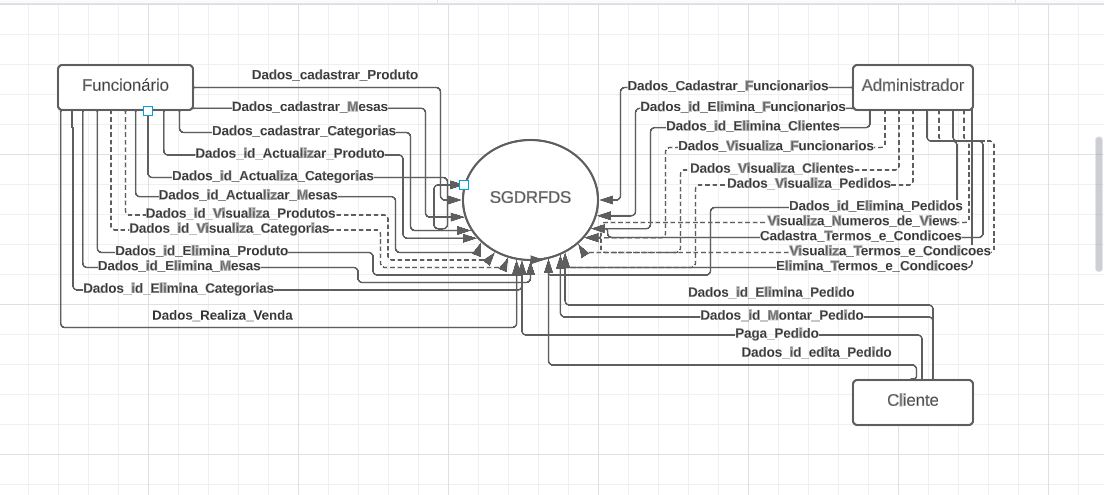 Funcionário
Dados_cadastrar_Produto
Dados_cadastrar_Mesas
Dados_cadastrar_Categorias
Dados_id_Actualizar_Produto
Dados_id_Actualiza_Categorias
Dados_id_Actualizar_Mesas
Dados_id_Visualiza_Produtos
Dados_id_Visualiza_Categorias
Dados_id_Elimina_Produto
Dados_id_Elimina_Mesas
Dados_id_Elimina_Categorias
Dados_Realiza_Venda
SGDRFDS
Administrador
Dados_Cadastrar_Funcionarios
Dados_id_Elimina_Funcionarios
Dados_id_Elimina_Clientes
Dados_Visualiza_Funcionarios
Dados_Visualiza_Clientes
Dados_Visualiza_Pedidos
Dados_id_Elimina_Pedidos
Visualiza_Numeros_de_Views
Cadastra_Termos_e_Condicoes
Visualiza_Termos_e_Condicoes
Elimina_Termos_e_Condicoes
Dados_id_Elimina_Pedido
Dados_id_Montar_Pedido
Paga_Pedido
Dados_id_edita_Pedido
Cliente